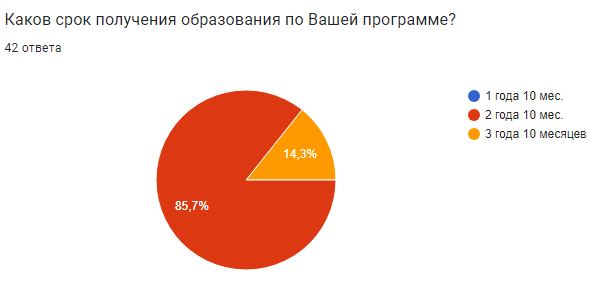 Каков срок получения образования по Вашей программе?
42 ответа
1 года 10 мес.
2 года 10 мес.
3 года 10 месяцев
14,3%
85,7%